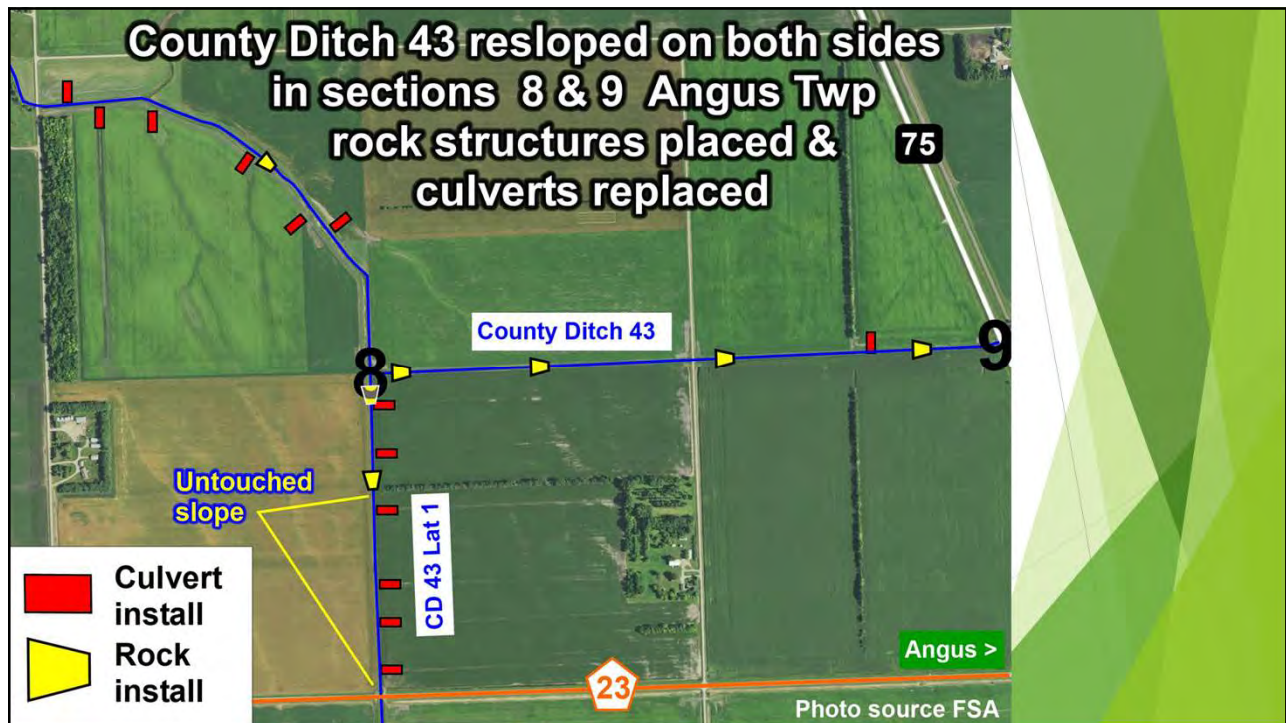 County Ditch 43 resloped on both sides
in sections 8 & 9 Angus Twp
rock structures placed &
culverts replaced
75
County Ditch 43
8
9
Untouched
slope
CD 43 Lat 1
Culvert
install
Rock
install
Angus >
23
Photo source FSA